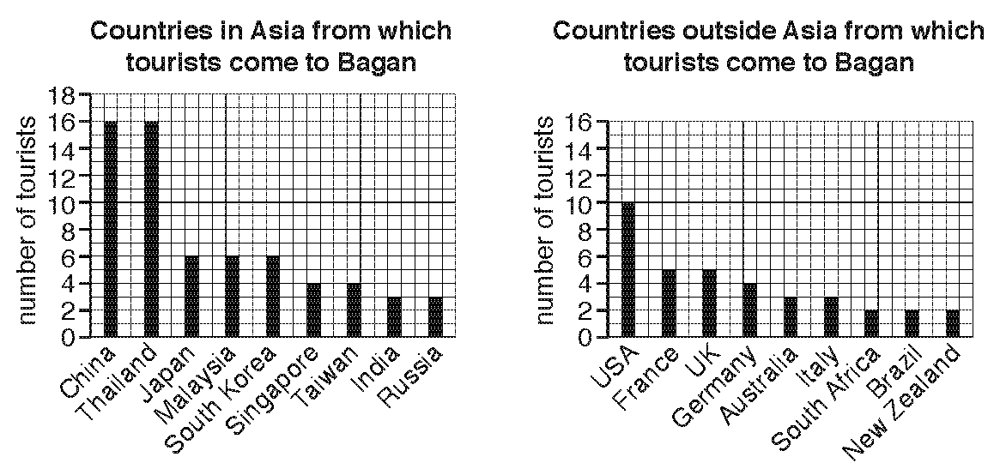 Countries in Asia from which
tourists come to Bagan
number of tourists
18
16
14
12
10
8
6
4
2
0
China
Thailand
Japan
Malaysia
South Korea
Singapore
Taiwan
India
Russia
Countries outside Asia from which
tourists come to Bagan
number of tourists
16
14
12
10
8
6
4
2
0
USA
France
UK
Germany
Australia
Italy
South Africa
Brazil
New Zealand